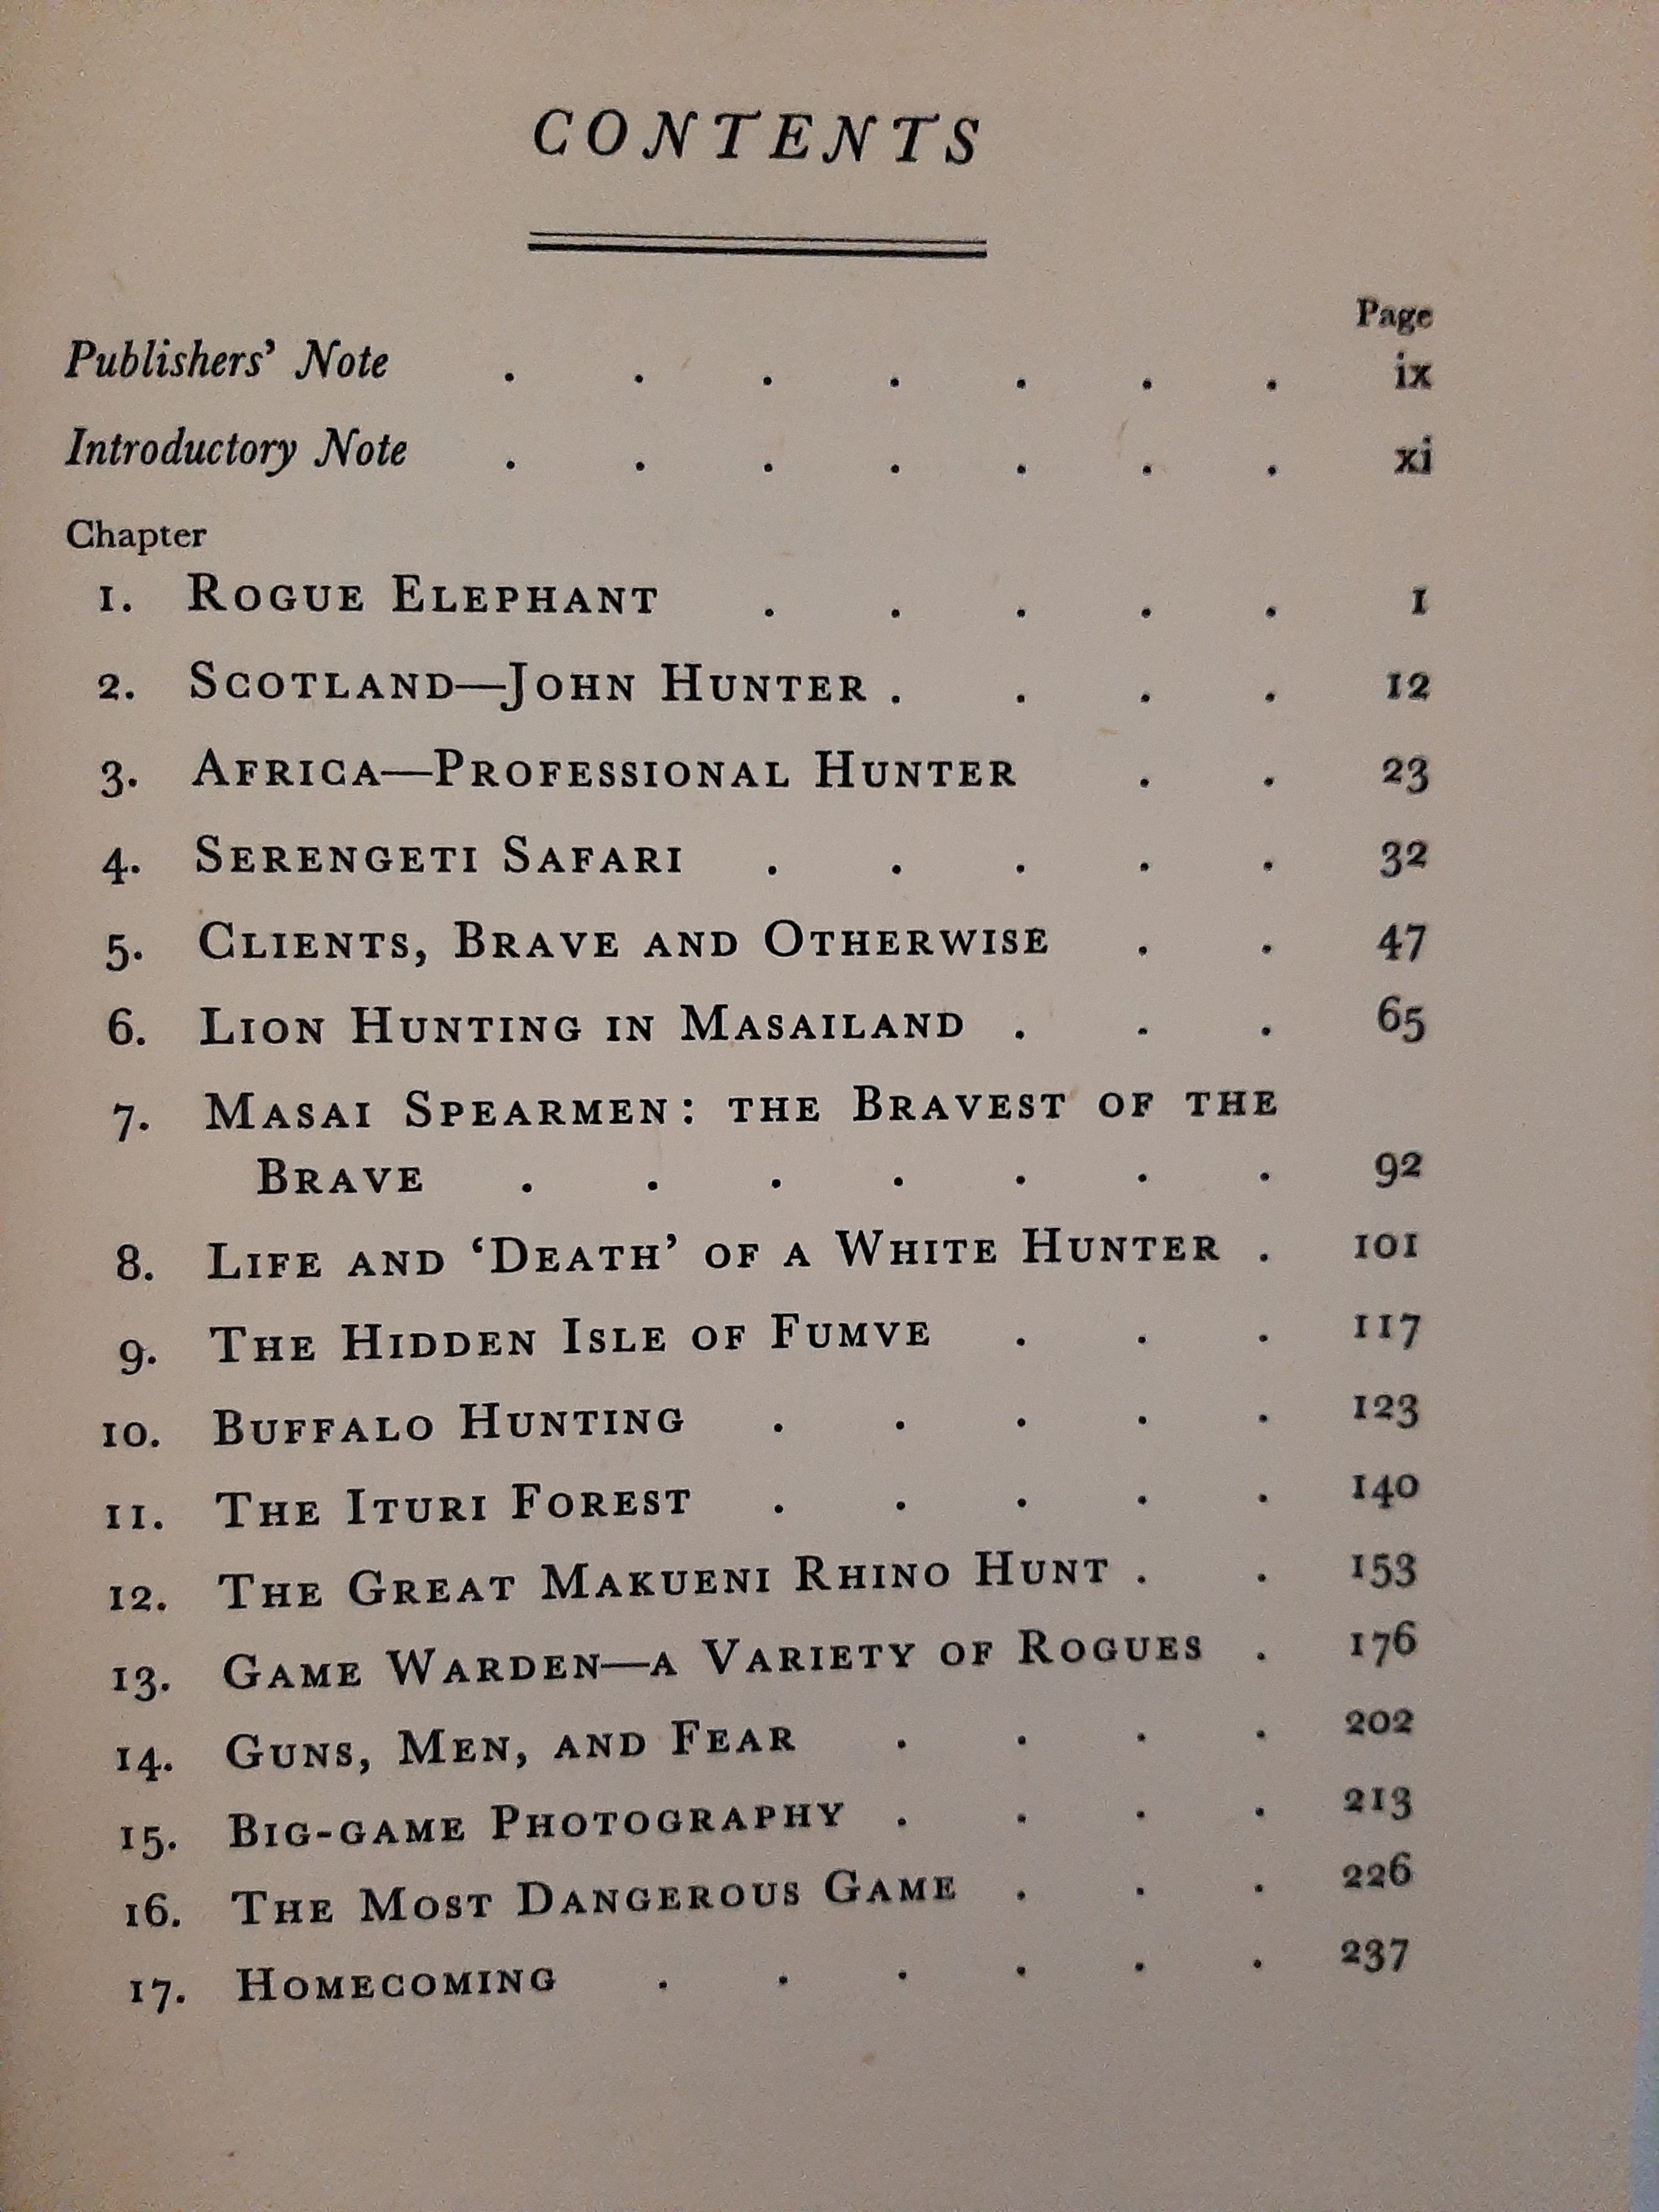 CONTENTS
Page
Publishers' Note . . . . . . . ix
Introductory Note . . . . . . . xi
Chapter
1. ROGUE ELEPHANT . . . . . 1
2. SCOTLAND—JOHN HUNTER . . . . 12
3. AFRICA—PROFESSIONAL HUNTER . . 23
4. SERENGETI SAFARI . . . . . 32
5. CLIENTS, BRAVE AND OTHERWISE . . 47
6. LION HUNTING IN MASAILAND . . . 65
7. MASAI SPEARMEN: THE BRAVEST OF THE
BRAVE . . . . . . . 92
8. LIFE AND ‘DEATH’ OF A WHITE HUNTER . 101
9. THE HIDDEN ISLE OF FUMVE . . . 117
10. BUFFALO HUNTING . . . . . 123
11. THE ITURI FOREST . . . . . 140
12. THE GREAT MAKUENI RHINO HUNT . . 153
13. GAME WARDEN—A VARIETY OF ROGUES . 176
14. GUNS, MEN, AND FEAR . . . . 202
15. BIG-GAME PHOTOGRAPHY . . . . 213
16. THE MOST DANGEROUS GAME . . . 226
17. HOMECOMING . . . . . . 237